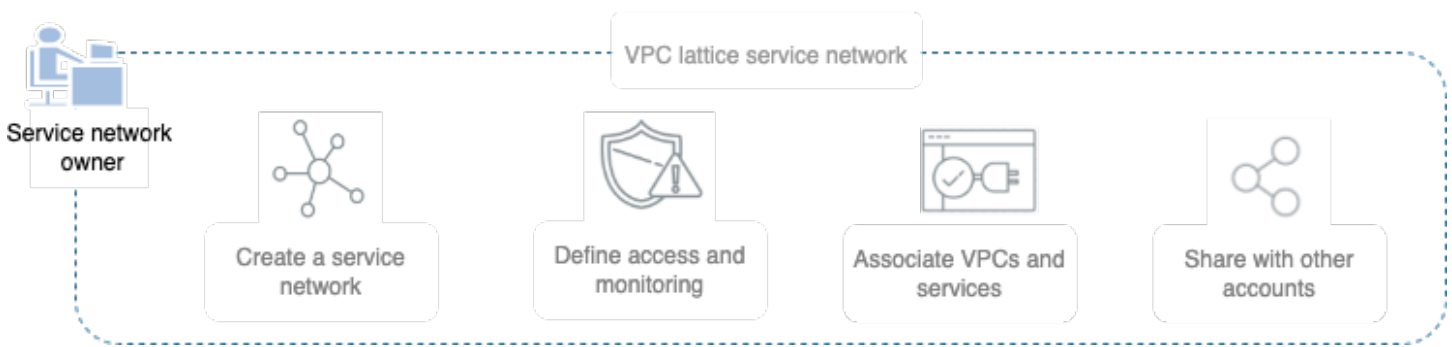 VPC lattice service network
Service network
owner
Create a service
network
Define access and
monitoring
Associate VPCs and
services
Share with other
accounts